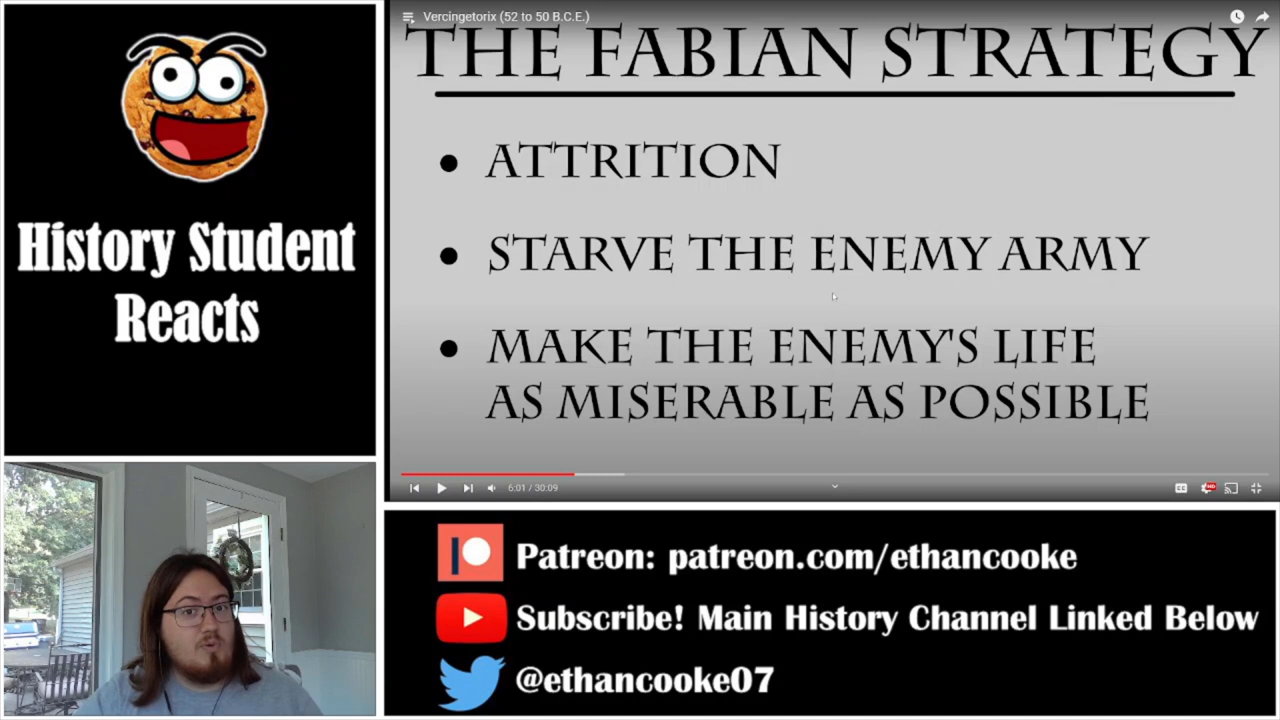 History Student
Reacts
Vercingetorix (52 to 50 B.C.E.)
THE FABIAN STRATEGY
• ATTRITION
• STARVE THE ENEMY ARMY
• MAKE THE ENEMY'S LIFE
AS MISERABLE AS POSSIBLE
6:01 / 30:09
CC
HD
Patreon: patreon.com/ethancooke
Subscribe! Main History Channel Linked Below
@ethancooke07